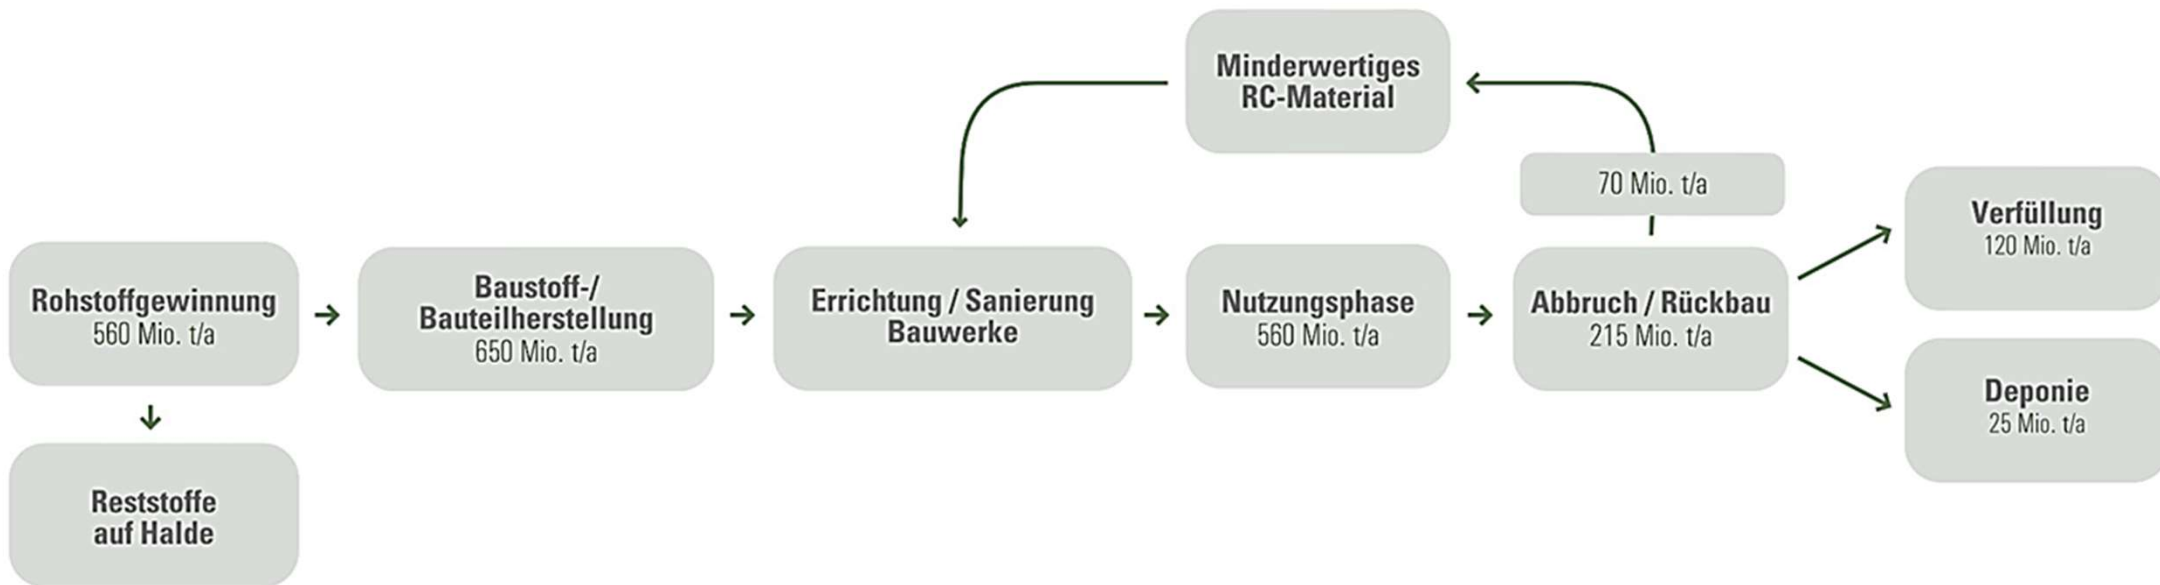 Minderwertiges
RC-Material
70 Mio. t/a
Verfüllung
120 Mio. t/a
Rohstoffgewinnung
560 Mio. t/a
Baustoff-/
Bauteilherstellung
650 Mio. t/a
Errichtung / Sanierung
Bauwerke
Nutzungsphase
560 Mio. t/a
Abbruch / Rückbau
215 Mio. t/a
Deponie
25 Mio. t/a
Reststoffe
auf Halde